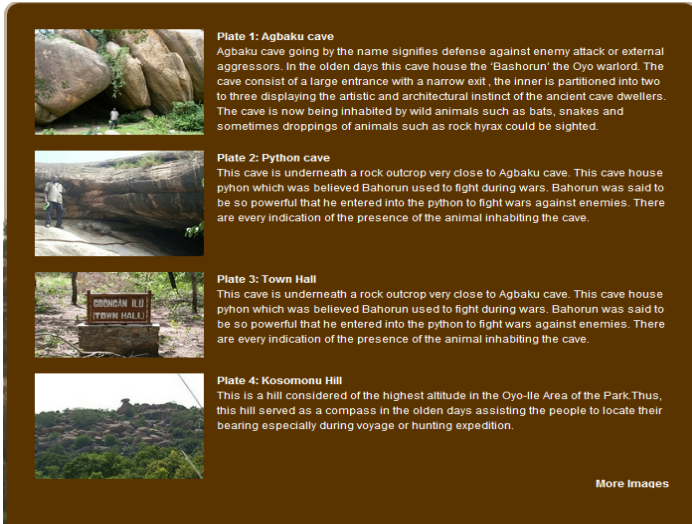 Plate 1: Agbaku cave
Agbaku cave going by the name signifies defense against enemy attack or external
aggressors. In the olden days this cave house the 'Bashorun' the Oyo warlord. The
cave consist of a large entrance with a narrow exit , the inner is partitioned into two
to three displaying the artistic and architectural instinct of the ancient cave dwellers.
The cave is now being inhabited by wild animals such as bats, snakes and
sometimes droppings of animals such as rock hyrax could be sighted.
Plate 2: Python cave
This cave is underneath a rock outcrop very close to Agbaku cave. This cave house
pyhon which was believed Bahorun used to fight during wars. Bahorun was said to
be so powerful that he entered into the python to fight wars against enemies. There
are every indication of the presence of the animal inhabiting the cave.
GBONGAN ILU
(TOWN HALL)
Plate 3: Town Hall
This cave is underneath a rock outcrop very close to Agbaku cave. This cave house
pyhon which was believed Bahorun used to fight during wars. Bahorun was said to
be so powerful that he entered into the python to fight wars against enemies. There
are every indication of the presence of the animal inhabiting the cave.
Plate 4: Kosomonu Hill
This is a hill considered of the highest altitude in the Oyo-Ile Area of the Park.Thus,
this hill served as a compass in the olden days assisting the people to locate their
bearing especially during voyage or hunting expedition.
More Images